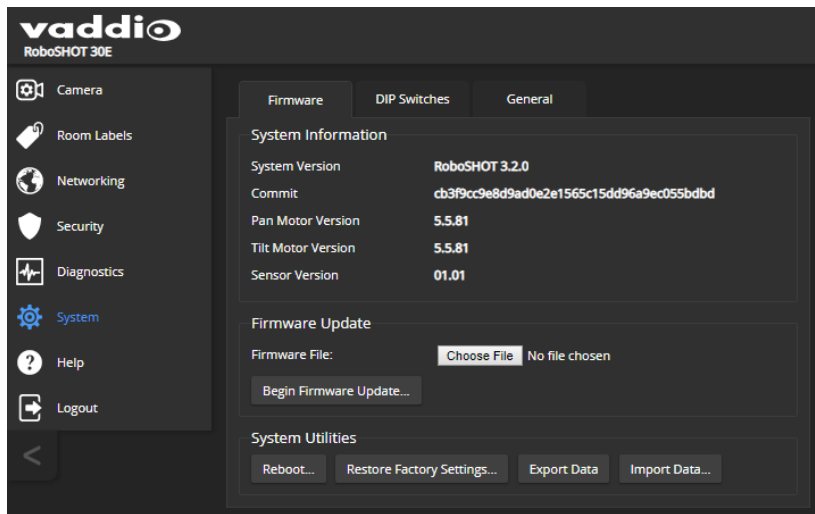 vaddio
RoboSHOT 30E
Camera
Room Labels
Networking
Security
Diagnostics
System
Help
Logout
Firmware DIP Switches General
System Information
System Version RoboSHOT 3.2.0
Commit cb3f9cc9e8d9ad0e2e1565c15dd96a9ec055bdbd
Pan Motor Version 5.5.81
Tilt Motor Version 5.5.81
Sensor Version 01.01
Firmware Update
Firmware File: Choose File No file chosen
Begin Firmware Update...
System Utilities
Reboot... Restore Factory Settings... Export Data Import Data...